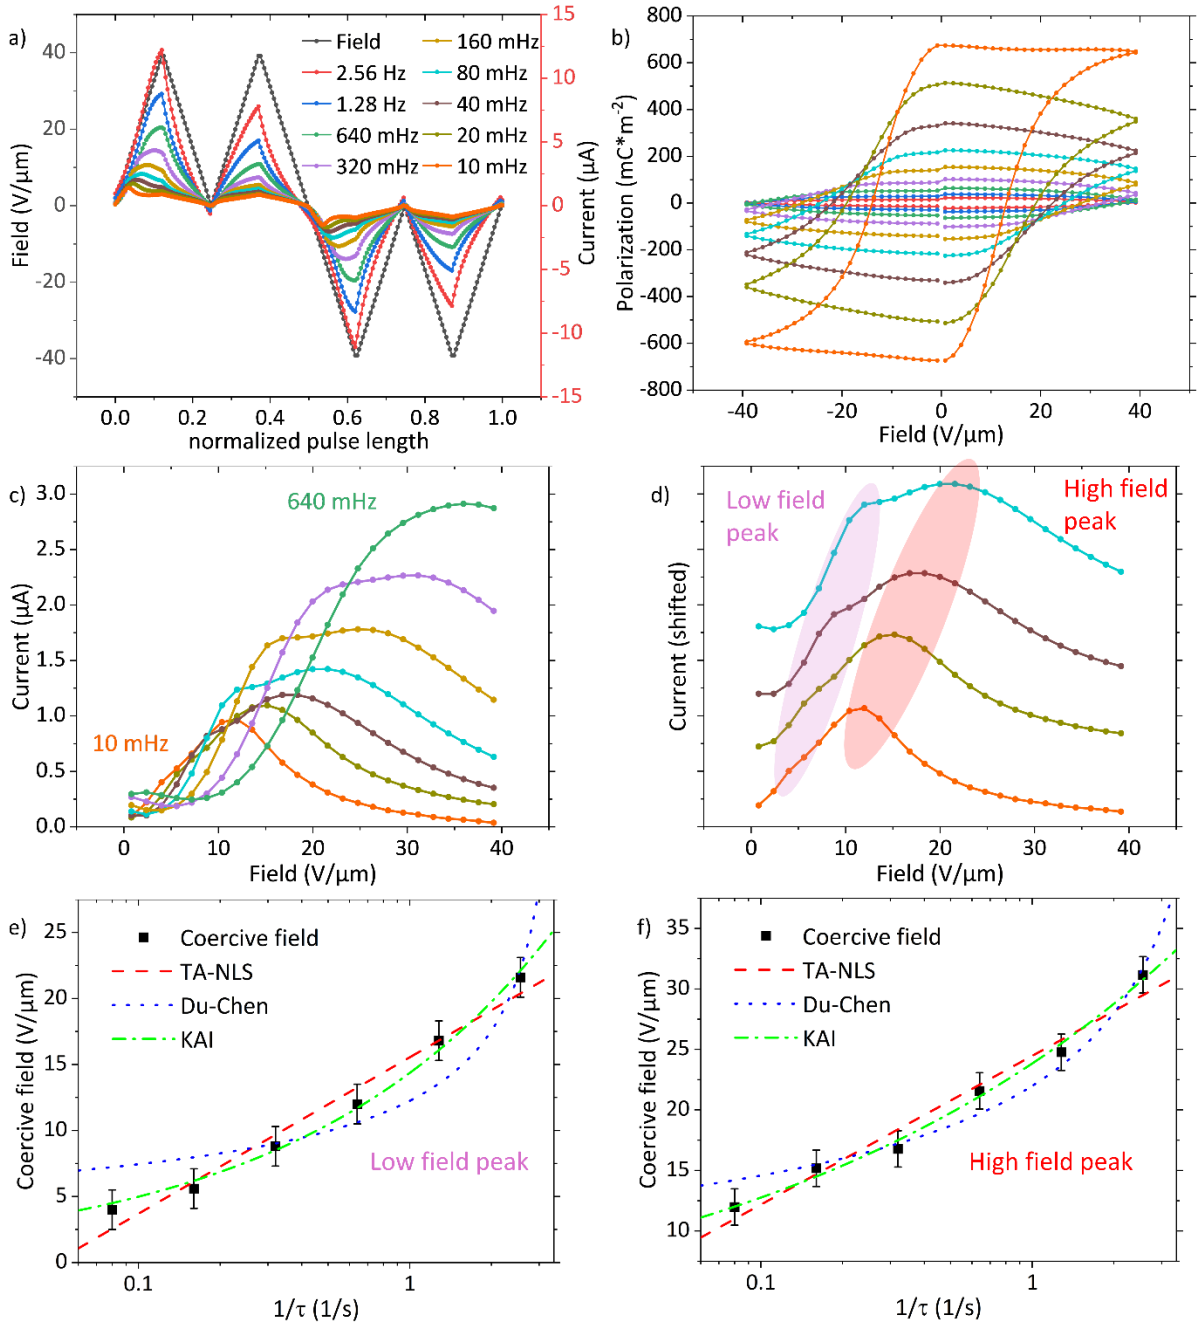 a)
Field (V/µm)
40
20
0
-20
-40
Field
2.56 Hz
1.28 Hz
640 mHz
320 mHz
160 mHz
80 mHz
40 mHz
20 mHz
10 mHz
15
10
5
0
-5
-10
-15
Current (µA)
0.0 0.2 0.4 0.6 0.8 1.0
normalized pulse length
b)
Polarization (mC*m-2)
800
600
400
200
0
-200
-400
-600
-800
-40 -20 0 20 40
Field (V/µm)
c)
Current (µA)
3.0
2.5
2.0
1.5
1.0
0.5
0.0
640 mHz
10 mHz
0 10 20 30 40
Field (V/µm)
d)
Current (shifted)
Low field
peak
High field
peak
0 10 20 30 40
Field (V/µm)
e)
Coercive field (V/µm)
25
20
15
10
5
0
Coercive field
TA-NLS
Du-Chen
KAI
Low field peak
0.1 1
1/τ (1/s)
f)
Coercive field (V/µm)
35
30
25
20
15
10
Coercive field
TA-NLS
Du-Chen
KAI
High field peak
0.1 1
1/τ (1/s)